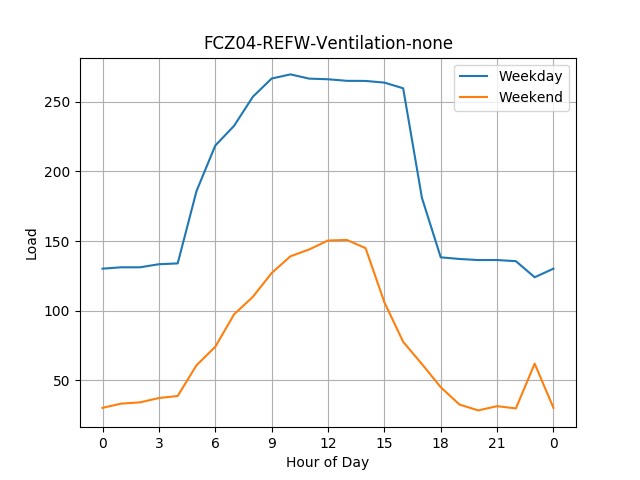 FCZ04-REFW-Ventilation-none
Weekday
Weekend
250
200
150
100
50
Load
0 3 6 9 12 15 18 21 0
Hour of Day